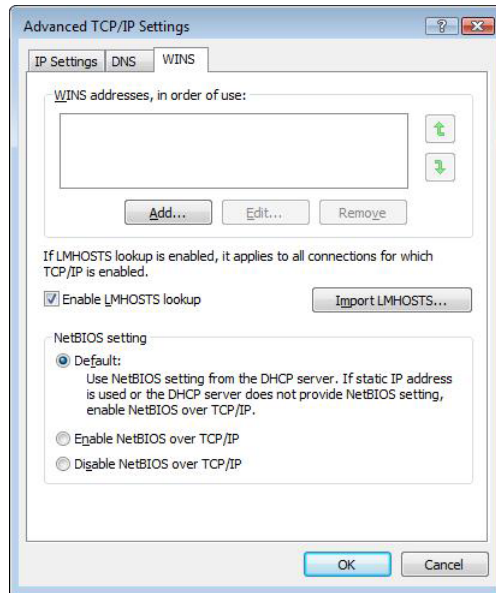 Advanced TCP/IP Settings
IP Settings DNS WINS
WINS addresses, in order of use:
Add... Edit... Remove
If LMHOSTS lookup is enabled, it applies to all connections for which
TCP/IP is enabled.
Enable LMHOSTS lookup Import LMHOSTS...
NetBIOS setting
Default:
Use NetBIOS setting from the DHCP server. If static IP address
is used or the DHCP server does not provide NetBIOS setting,
enable NetBIOS over TCP/IP.
Enable NetBIOS over TCP/IP
Disable NetBIOS over TCP/IP
OK Cancel